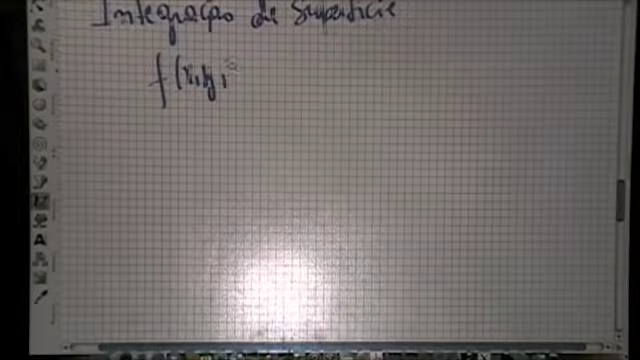 Integração de Superfície
f(x,y,
A